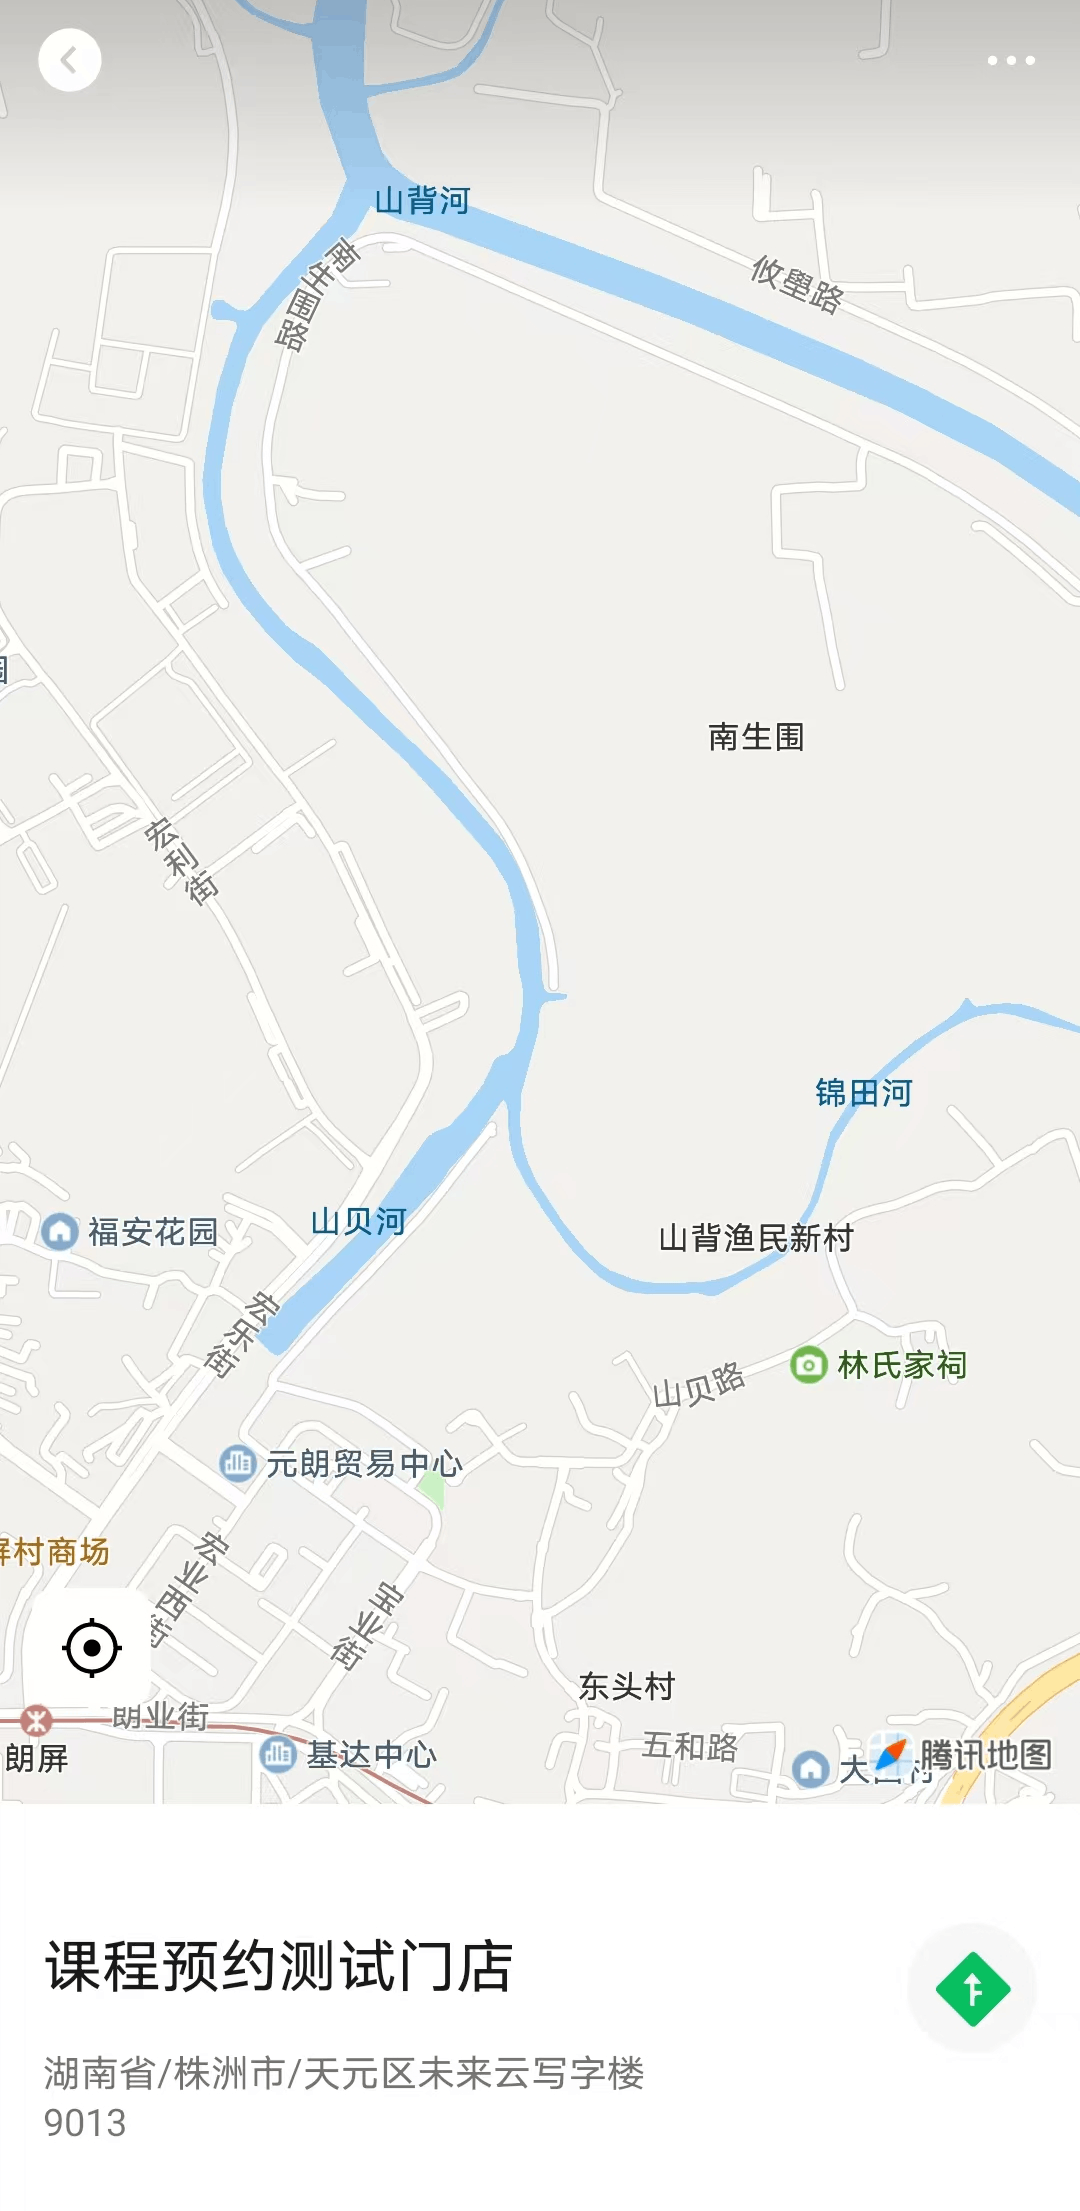 山背河
南生围路
攸壆路
南生围
宏利街
锦田河
福安花园
山贝河
山背渔民新村
宏乐街
林氏家祠
山贝路
元朗贸易中心
屏村商场
宏业西街
宝业街
东头村
朗业街
五和路
朗屏
基达中心
腾讯地图
课程预约测试门店
湖南省/株洲市/天元区未来云写字楼
9013